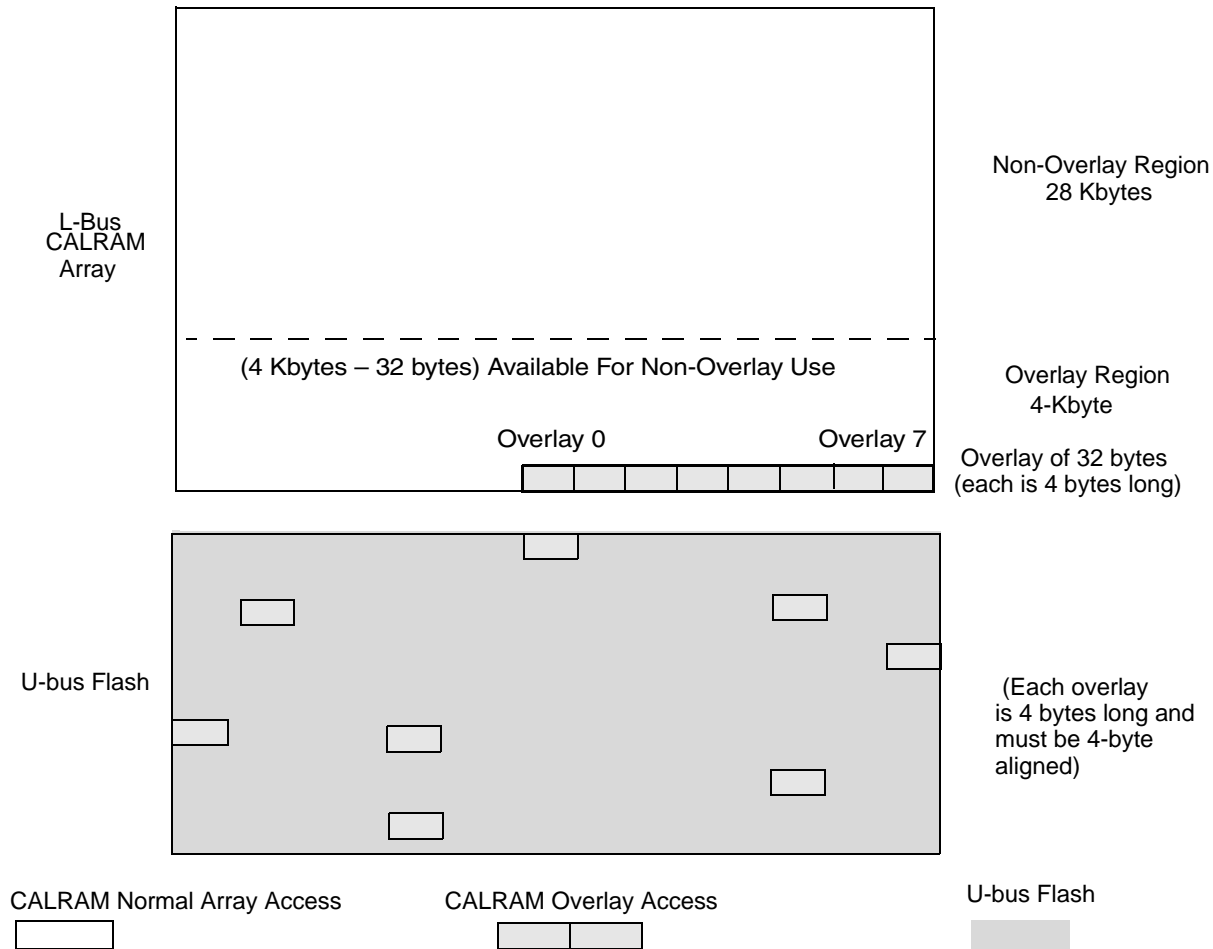 Non-Overlay Region
28 Kbytes
L-Bus
CALRAM
Array
(4 Kbytes – 32 bytes) Available For Non-Overlay Use
Overlay Region
4-Kbyte
Overlay 0
Overlay 7
Overlay of 32 bytes
(each is 4 bytes long)
U-bus Flash
(Each overlay
is 4 bytes long and
must be 4-byte
aligned)
CALRAM Normal Array Access
CALRAM Overlay Access
U-bus Flash